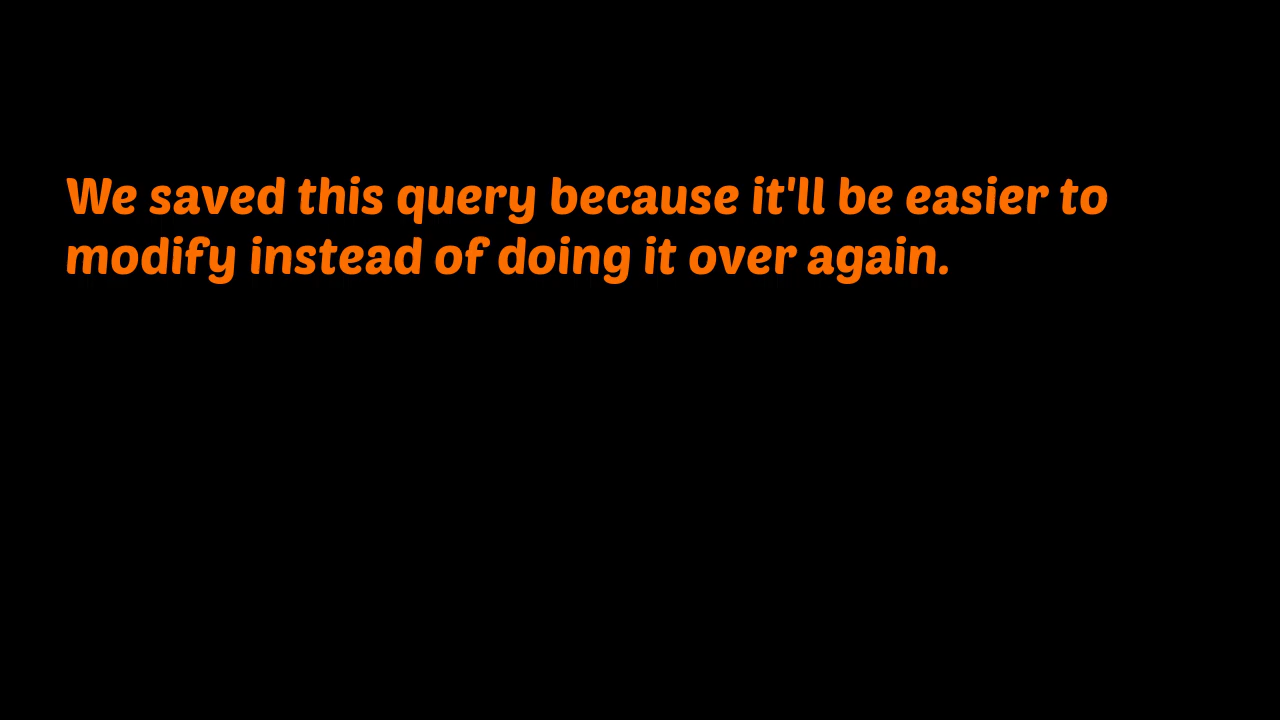 We saved this query because it'll be easier to
modify instead of doing it over again.